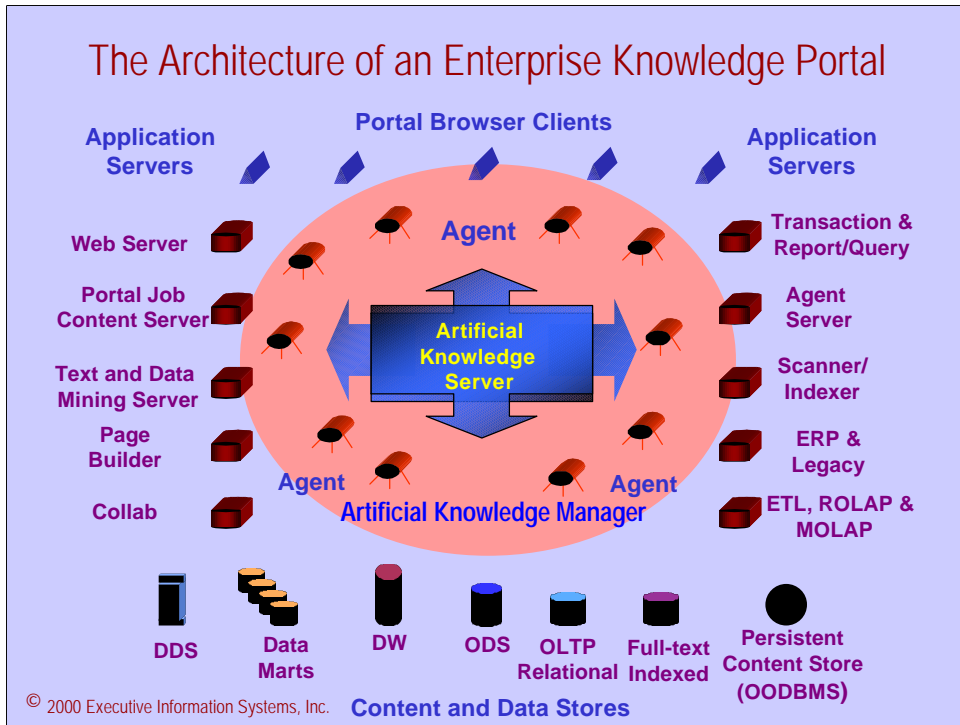 The Architecture of an Enterprise Knowledge Portal
Portal Browser Clients
Application
Servers
Application
Servers
Web Server
Portal Job
Content Server
Text and Data
Mining Server
Page
Builder
Collab
Agent
Artificial
Knowledge
Server
Agent
Agent
Artificial Knowledge Manager
Transaction &
Report/Query
Agent
Server
Scanner/
Indexer
ERP &
Legacy
ETL, ROLAP &
MOLAP
DDS
Data
Marts
DW
ODS
OLTP
Relational
Full-text
Indexed
Persistent
Content Store
(OODBMS)
© 2000 Executive Information Systems, Inc.
Content and Data Stores